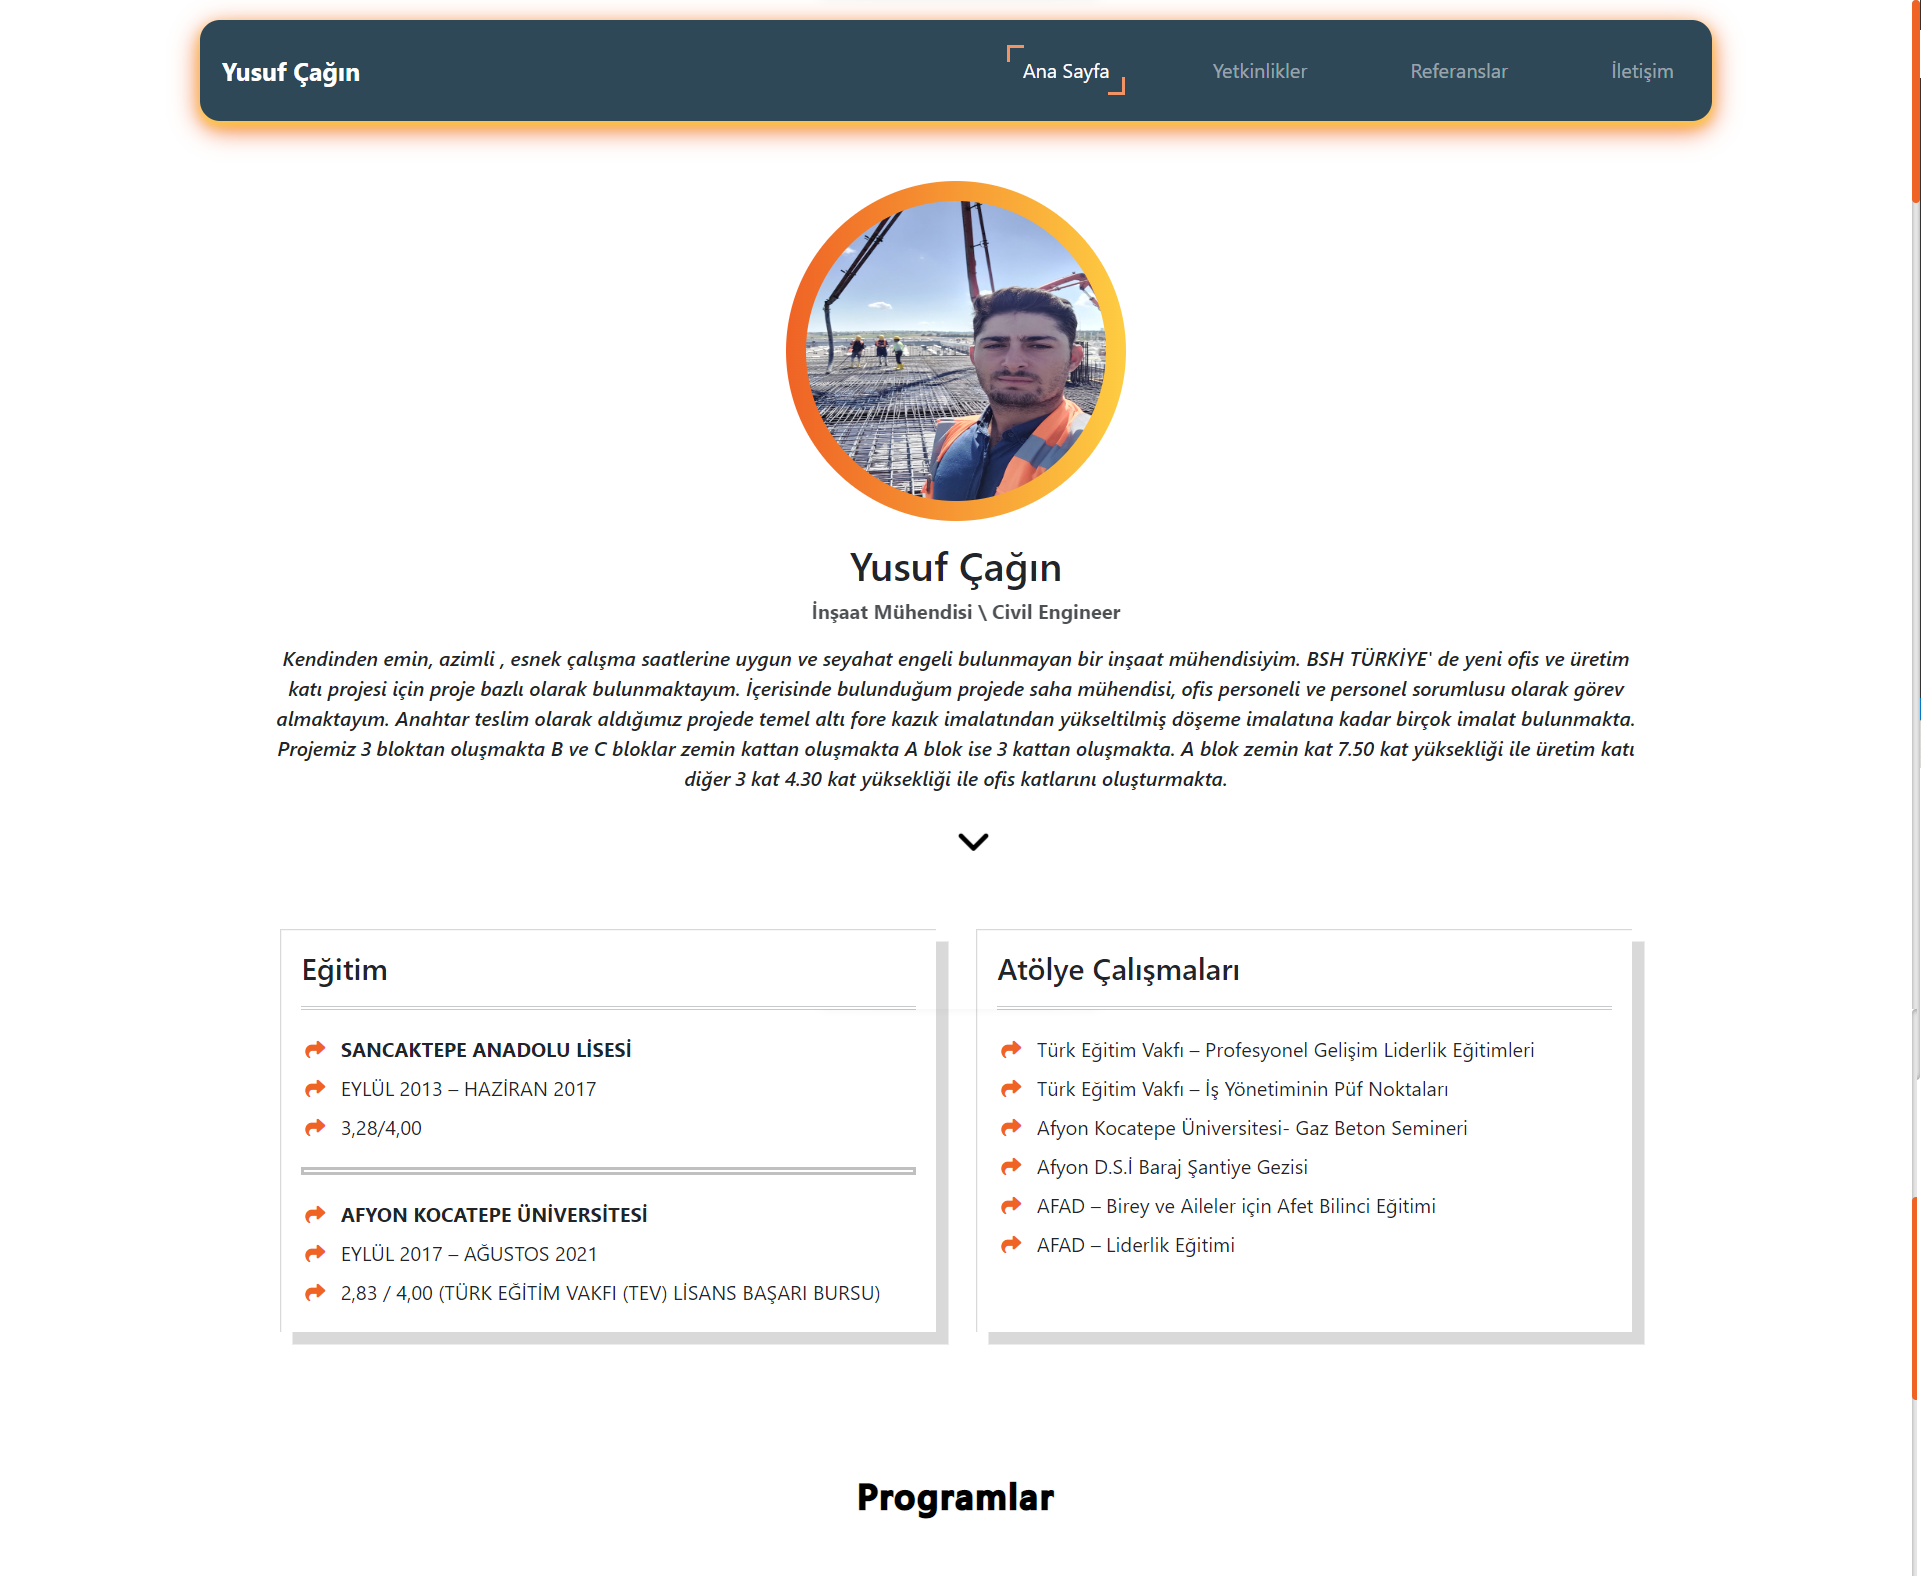 Yusuf Çağın
Ana Sayfa
Yetkinlikler
Referanslar
İletişim
Yusuf Çağın
İnşaat Mühendisi \ Civil Engineer
Kendinden emin, azimli , esnek çalışma saatlerine uygun ve seyahat engeli bulunmayan bir inşaat mühendisiyim. BSH TÜRKİYE' de yeni ofis ve üretim
katı projesi için proje bazlı olarak bulunmaktayım. İçerisinde bulunduğum projede saha mühendisi, ofis personeli ve personel sorumlusu olarak görev
almaktayım. Anahtar teslim olarak aldığımız projede temel altı fore kazık imalatından yükseltilmiş döşeme imalatına kadar birçok imalat bulunmakta.
Projemiz 3 bloktan oluşmakta B ve C bloklar zemin kattan oluşmakta A blok ise 3 kattan oluşmakta. A blok zemin kat 7.50 kat yüksekliği ile üretim katı
diğer 3 kat 4.30 kat yüksekliği ile ofis katlarını oluşturmakta.
Eğitim
SANCAKTEPE ANADOLU LİSESİ
EYLÜL 2013 – HAZİRAN 2017
3,28/4,00
AFYON KOCATEPE ÜNİVERSİTESİ
EYLÜL 2017 – AĞUSTOS 2021
2,83 / 4,00 (TÜRK EĞİTİM VAKFI (TEV) LİSANS BAŞARI BURSU)
Atölye Çalışmaları
Türk Eğitim Vakfı – Profesyonel Gelişim Liderlik Eğitimleri
Türk Eğitim Vakfı – İş Yönetiminin Püf Noktaları
Afyon Kocatepe Üniversitesi- Gaz Beton Semineri
Afyon D.S.İ Baraj Şantiye Gezisi
AFAD – Birey ve Aileler için Afet Bilinci Eğitimi
AFAD – Liderlik Eğitimi
Programlar